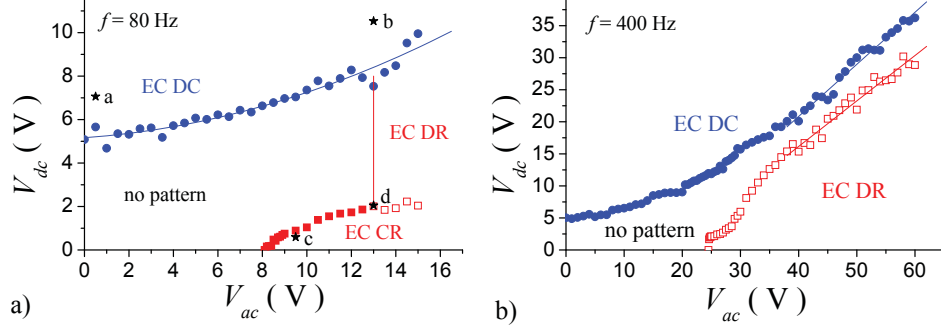 f = 80 Hz
b
a
EC DC
EC DR
no pattern
d
EC CR
c
10
8
6
4
2
0
V_dc ( V )
0 2 4 6 8 10 12 14 16
V_ac ( V )
a)
f = 400 Hz
EC DC
EC DR
no pattern
40
35
30
25
20
15
10
5
0
V_dc ( V )
0 10 20 30 40 50 60
V_ac ( V )
b)